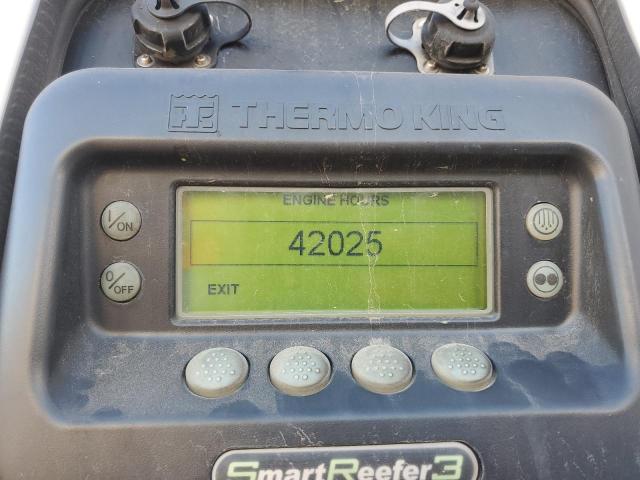 THERMO KING
ENGINE HOURS
I/ON
42025
O/OFF
EXIT
SmartReefer3